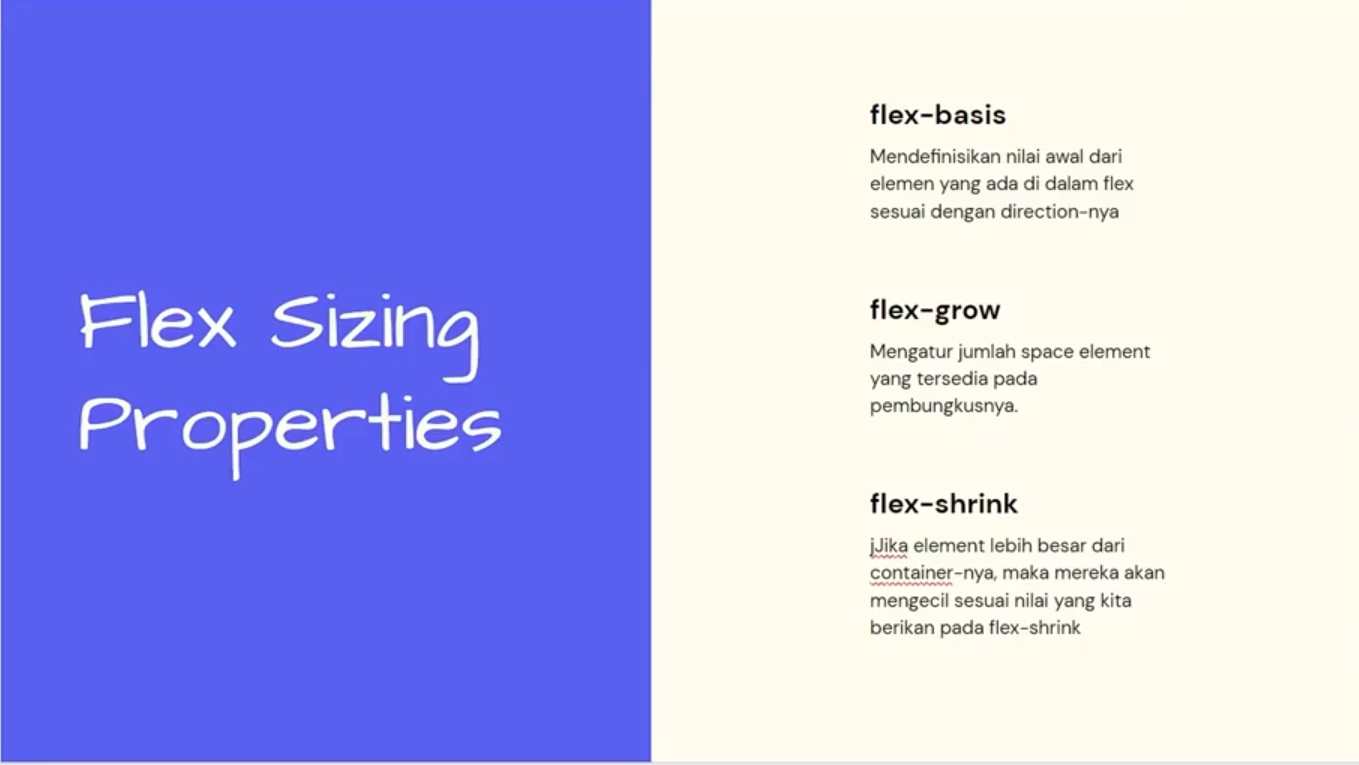 Flex Sizing
Properties
flex-basis
Mendefinisikan nilai awal dari
elemen yang ada di dalam flex
sesuai dengan direction-nya
flex-grow
Mengatur jumlah space element
yang tersedia pada
pembungkusnya.
flex-shrink
jJika element lebih besar dari
container-nya, maka mereka akan
mengecil sesuai nilai yang kita
berikan pada flex-shrink